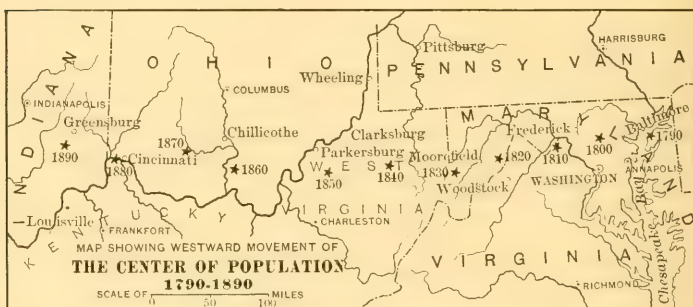 INDIANA
OHIO
PENNSYLVANIA
MARYLAND
WEST
VIRGINIA
VIRGINIA
KENTUCKY
HARRISBURG
Pittsburg
Wheeling
COLUMBUS
INDIANAPOLIS
Greensburg
1890
Cincinnati
1880
1870
Chillicothe
1860
Clarksburg
Parkersburg
1850
1840
Moorefield
1830
Woodstock
1820
Frederick
1810
1800
Baltimore
1790
WASHINGTON
ANNAPOLIS
Chesapeake Bay
Louisville
FRANKFORT
CHARLESTON
RICHMOND
MAP SHOWING WESTWARD MOVEMENT OF
THE CENTER OF POPULATION
1790-1890
SCALE OF 0 50 100 MILES